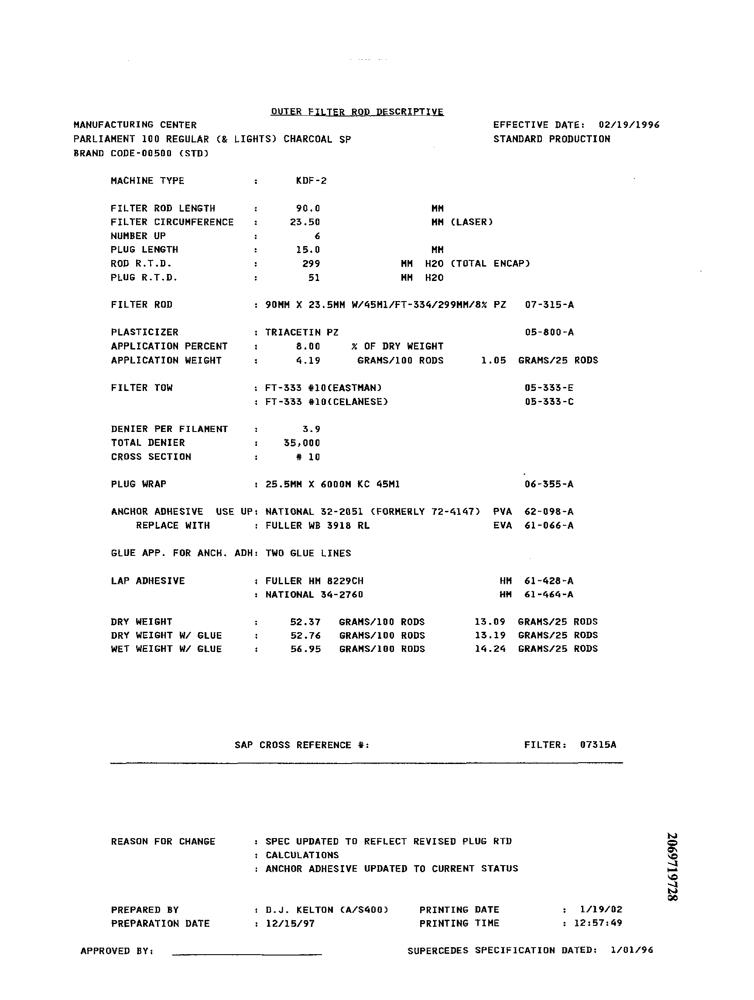 OUTER FILTER ROD DESCRIPTIVE
MANUFACTURING CENTER EFFECTIVE DATE: 02/19/1996
PARLIAMENT 100 REGULAR (& LIGHTS) CHARCOAL SP STANDARD PRODUCTION
BRAND CODE-00500 (STD)
MACHINE TYPE : KDF-2
FILTER ROD LENGTH : 90.0 MM
FILTER CIRCUMFERENCE : 23.50 MM (LASER)
NUMBER UP : 6
PLUG LENGTH : 15.0 MM
ROD R.T.D. : 299 MM H2O (TOTAL ENCAP)
PLUG R.T.D. : 51 MM H2O
FILTER ROD : 90MM X 23.5MM W/45M1/FT-334/299MM/8% PZ 07-315-A
PLASTICIZER : TRIACETIN PZ 05-800-A
APPLICATION PERCENT : 8.00 % OF DRY WEIGHT
APPLICATION WEIGHT : 4.19 GRAMS/100 RODS 1.05 GRAMS/25 RODS
FILTER TOW : FT-333 #10(EASTMAN) 05-333-E
: FT-333 #10(CELANESE) 05-333-C
DENIER PER FILAMENT : 3.9
TOTAL DENIER : 35,000
CROSS SECTION : # 10
PLUG WRAP : 25.5MM X 6000M KC 45M1 06-355-A
ANCHOR ADHESIVE USE UP: NATIONAL 32-2051 (FORMERLY 72-4147) PVA 62-098-A
REPLACE WITH : FULLER WB 3918 RL EVA 61-066-A
GLUE APP. FOR ANCH. ADH: TWO GLUE LINES
LAP ADHESIVE : FULLER HM 8229CH HM 61-428-A
: NATIONAL 34-2760 HM 61-464-A
DRY WEIGHT : 52.37 GRAMS/100 RODS 13.09 GRAMS/25 RODS
DRY WEIGHT W/ GLUE : 52.76 GRAMS/100 RODS 13.19 GRAMS/25 RODS
WET WEIGHT W/ GLUE : 56.95 GRAMS/100 RODS 14.24 GRAMS/25 RODS
SAP CROSS REFERENCE #: FILTER: 07315A
REASON FOR CHANGE : SPEC UPDATED TO REFLECT REVISED PLUG RTD
: CALCULATIONS
: ANCHOR ADHESIVE UPDATED TO CURRENT STATUS
PREPARED BY : D.J. KELTON (A/S400) PRINTING DATE : 1/19/02
PREPARATION DATE : 12/15/97 PRINTING TIME : 12:57:49
APPROVED BY: SUPERCEDES SPECIFICATION DATED: 1/01/96
2069719728